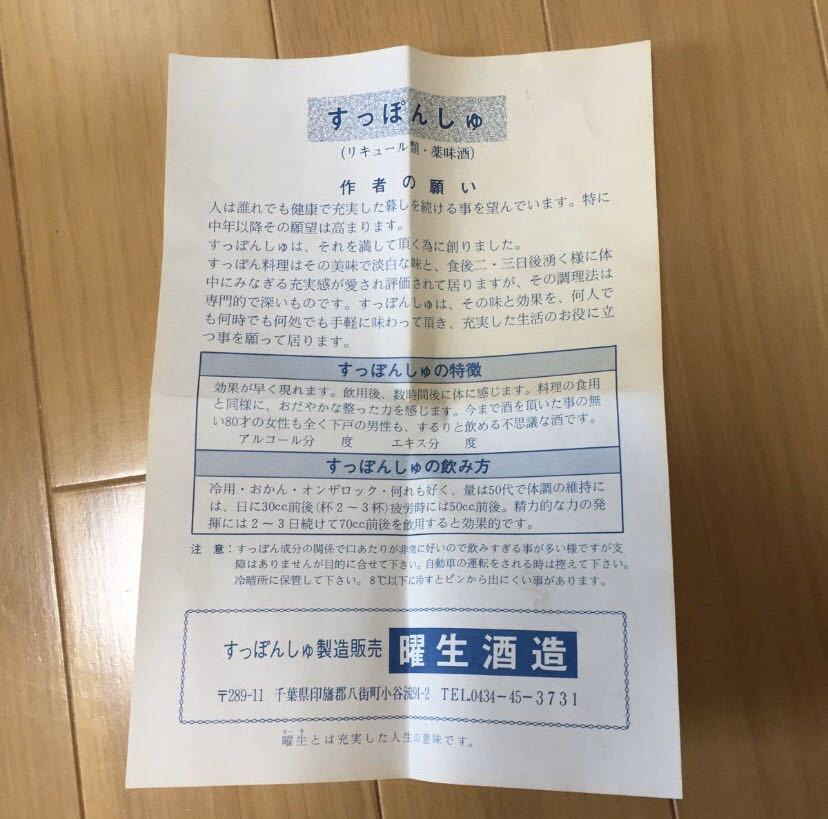 すっぽんしゅ
(リキュール類・薬味酒)
作者の願い
人は誰れでも健康で充実した暮しを続ける事を望んでいます。特に
中年以降その願望は高まります。
すっぽんしゅは、それを満して頂く為に創りました。
すっぽん料理はその美味で淡白な味と、食後二・三日後湧く様に体
中にみなぎる充実感が愛され評価されて居りますが、その調理法は
専門的で深いものです。すっぽんしゅは、その味と効果を、何人で
も何時でも何処でも手軽に味わって頂き、充実した生活のお役に立
つ事を願って居ります。
すっぽんしゅの特徴
効果が早く現れます。飲用後、数時間後に体に感じます。料理の食用
と同様に、おだやかな整った力を感じます。今まで酒を頂いた事の無
い80才の女性も全く下戸の男性も、するりと飲める不思議な酒です。
アルコール分 度 エキス分 度
すっぽんしゅの飲み方
冷用・おかん・オンザロック・何れも好く、量は50代で体調の維持に
は、日に30cc前後(杯2〜3杯)疲労時には50cc前後。精力的な力の発
揮には2〜3日続けて70cc前後を飲用すると効果的です。
注 意：すっぽん成分の関係で口あたりが非常に好いので飲みすぎる事が多い様ですが支
障はありませんが目的に合せて下さい。自動車の運転をされる時は控えて下さい。
冷暗所に保管して下さい。8℃以下に冷すとビンから出にくい事があります。
すっぽんしゅ製造販売 曜生酒造
〒289-11 千葉県印旛郡八街町小谷流91-2 TEL.0434-45-3731
曜生とは充実した人生の意味です。